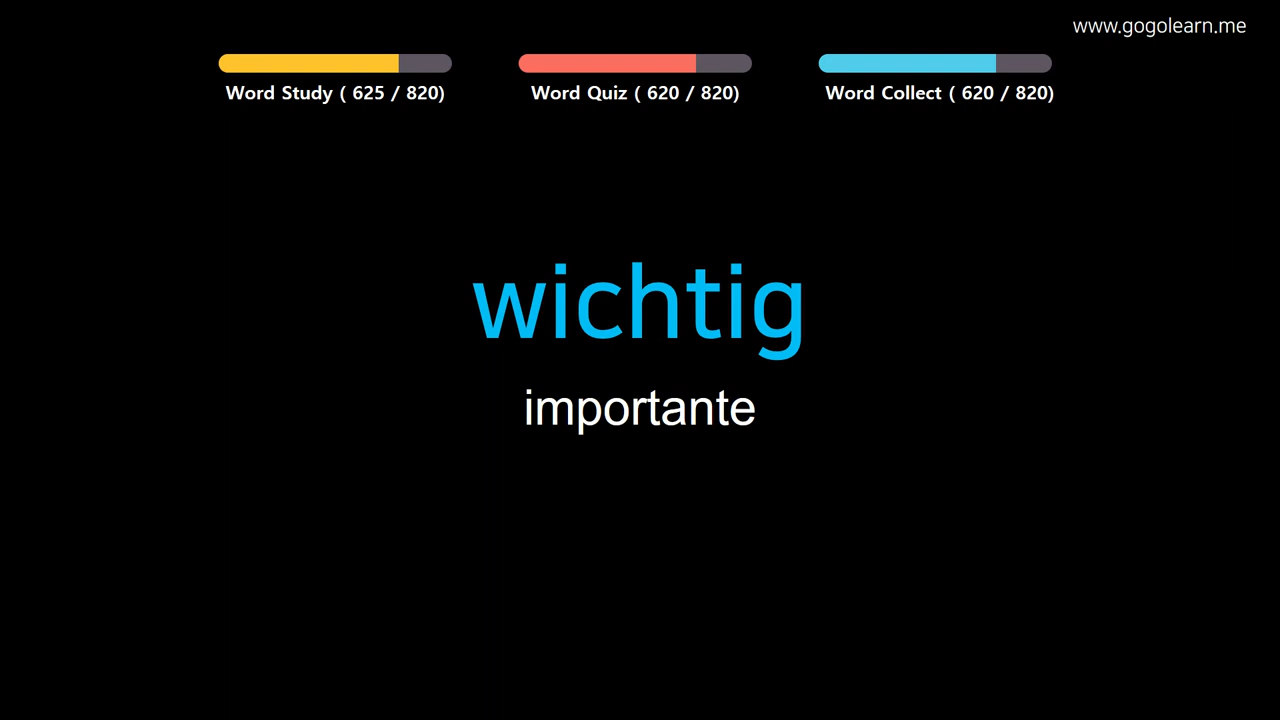 www.gogolearn.me
Word Study ( 625 / 820)
Word Quiz ( 620 / 820)
Word Collect ( 620 / 820)
wichtig
importante